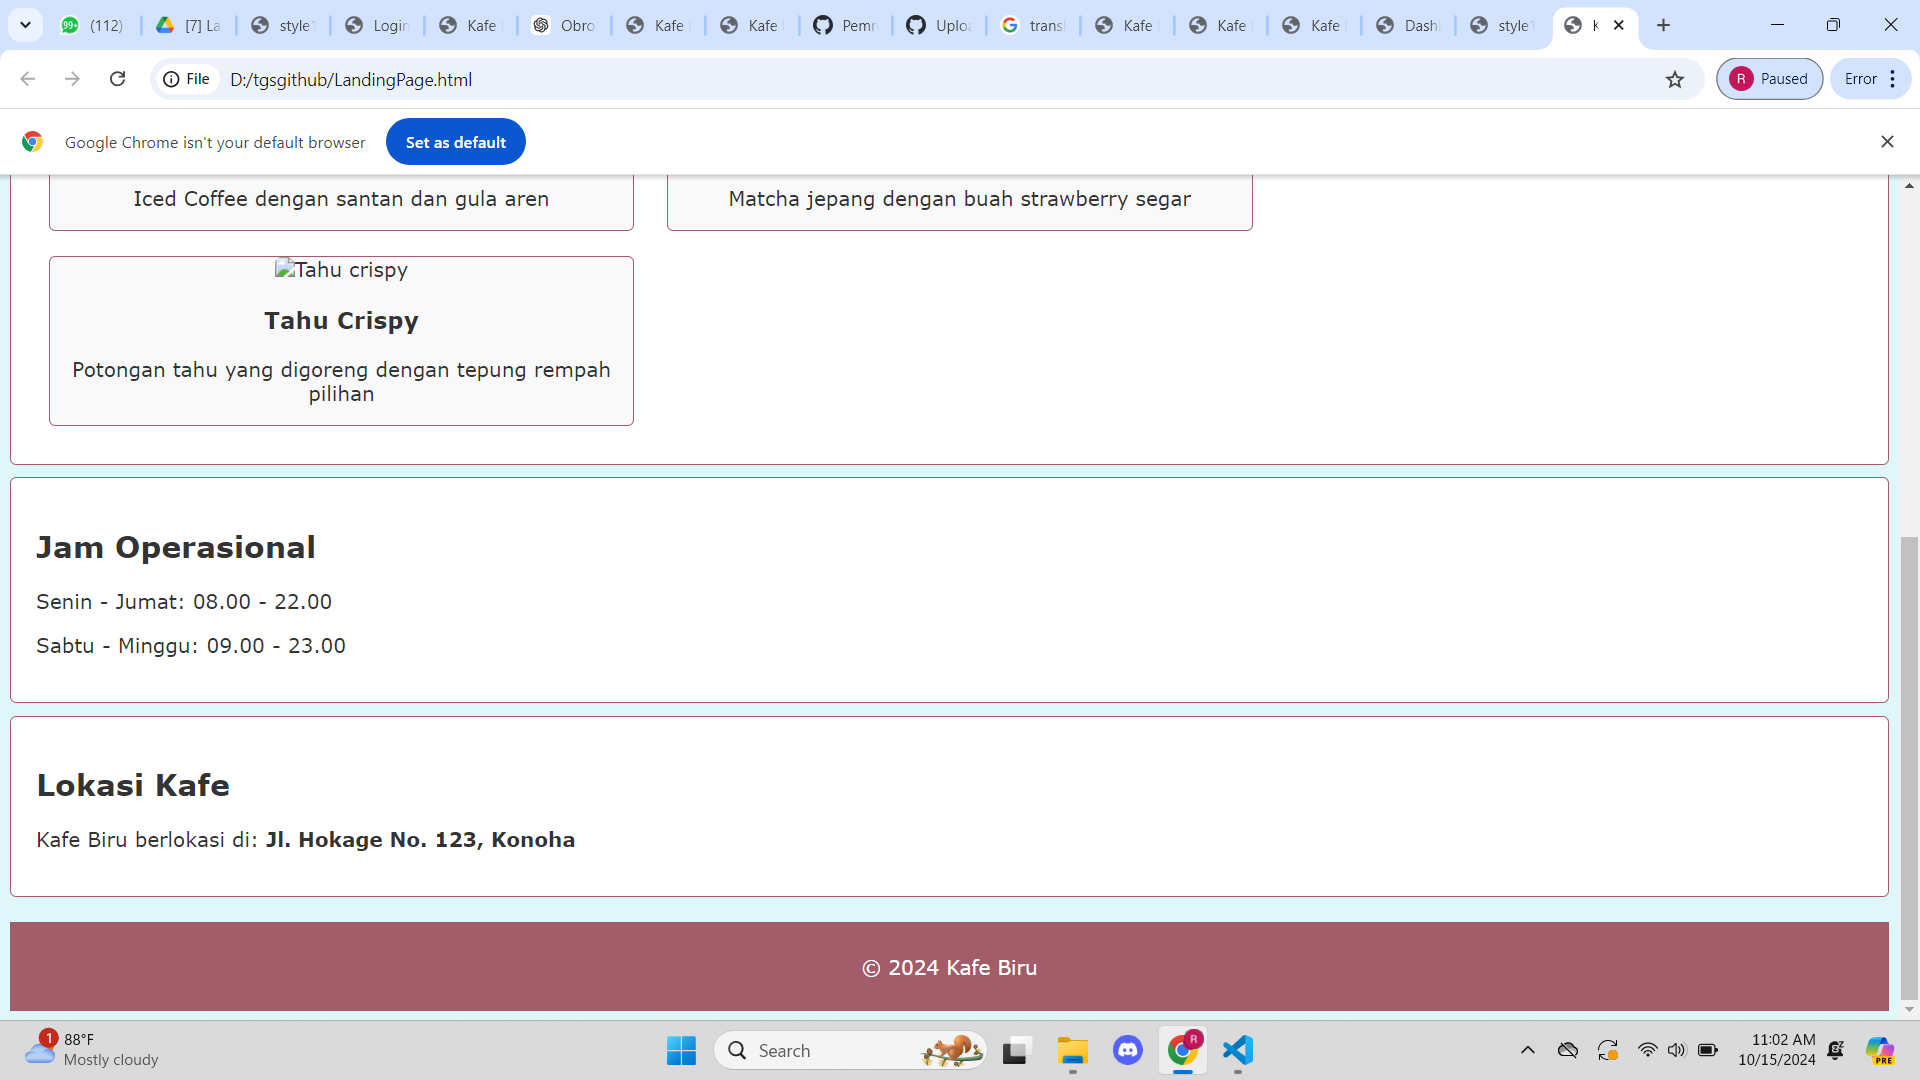 (112)
[7] La
style
Login
Kafe
Obro
Kafe
Kafe
Pemr
Uploa
transl
Kafe
Kafe
Kafe
Dash
style
K
File
D:/tgsgithub/LandingPage.html
R
Paused
Error
Google Chrome isn't your default browser
Set as default
Iced Coffee dengan santan dan gula aren
Matcha jepang dengan buah strawberry segar
Tahu crispy
Tahu Crispy
Potongan tahu yang digoreng dengan tepung rempah
pilihan
Jam Operasional
Senin - Jumat: 08.00 - 22.00
Sabtu - Minggu: 09.00 - 23.00
Lokasi Kafe
Kafe Biru berlokasi di: Jl. Hokage No. 123, Konoha
© 2024 Kafe Biru
1
88°F
Mostly cloudy
Search
R
11:02 AM
10/15/2024
PRE